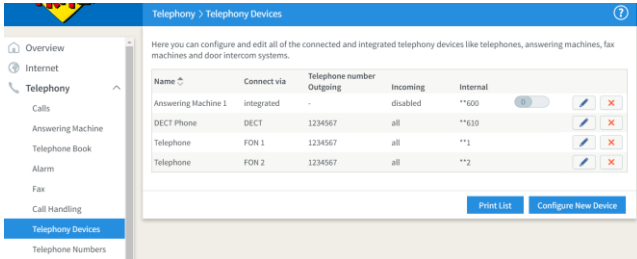 Telephony > Telephony Devices
?
Overview
Internet
Telephony
Calls
Answering Machine
Telephone Book
Alarm
Fax
Call Handling
Telephony Devices
Telephony Numbers
Here you can configure and edit all of the connected and integrated telephony devices like telephones, answering machines, fax
machines and door intercom systems.
Name Connect via Telephone number Outgoing Incoming Internal
Answering Machine 1 integrated - disabled **600 0
DECT Phone DECT 1234567 all **610
Telephone FON 1 1234567 all **1
Telephone FON 2 1234567 all **2
Print List Configure New Device